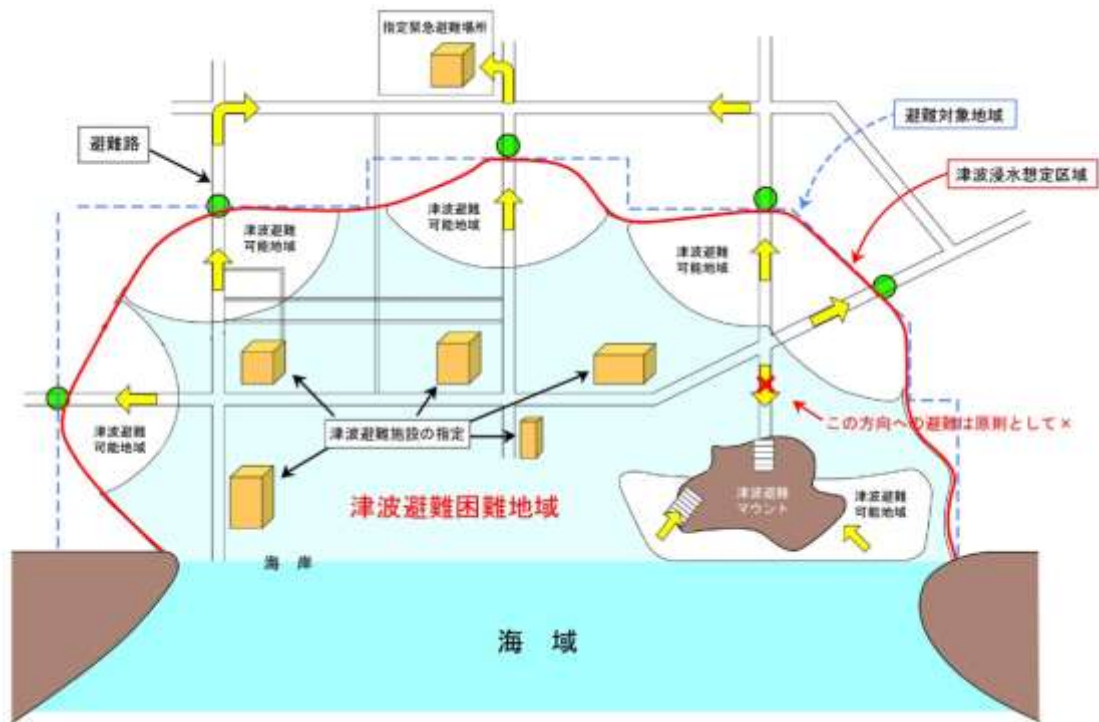 指定緊急避難場所
避難対象地域
避難路
津波浸水想定区域
津波避難
可能地域
津波避難
可能地域
津波避難
可能地域
この方向への避難は原則として×
津波避難施設の指定
津波避難
可能地域
津波避難
マウント
津波避難
可能地域
津波避難困難地域
海 岸
海 域